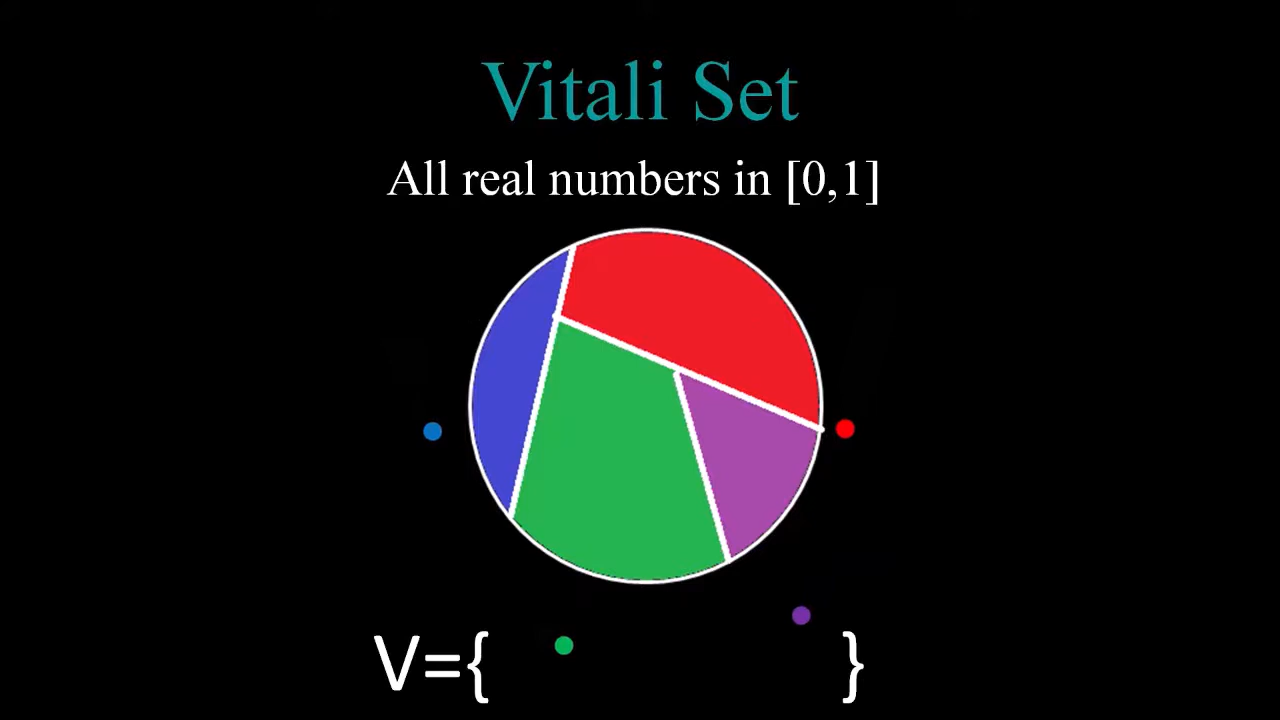 Vitali Set
All real numbers in [0,1]
V={ }